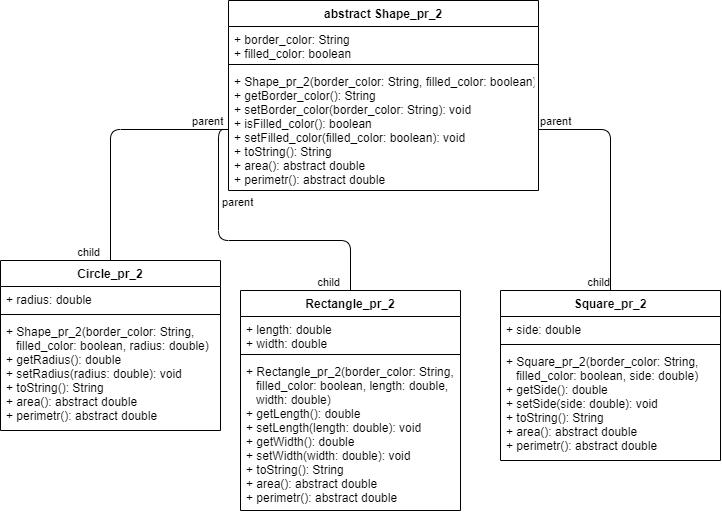 abstract Shape_pr_2
+ border_color: String
+ filled_color: boolean
+ Shape_pr_2(border_color: String, filled_color: boolean)
+ getBorder_color(): String
+ setBorder_color(border_color: String): void
+ isFilled_color(): boolean
+ setFilled_color(filled_color: boolean): void
+ toString(): String
+ area(): abstract double
+ perimetr(): abstract double
parent
parent
parent
child
Circle_pr_2
+ radius: double
+ Shape_pr_2(border_color: String,
filled_color: boolean, radius: double)
+ getRadius(): double
+ setRadius(radius: double): void
+ toString(): String
+ area(): abstract double
+ perimetr(): abstract double
child
Rectangle_pr_2
+ length: double
+ width: double
+ Rectangle_pr_2(border_color: String,
filled_color: boolean, length: double,
width: double)
+ getLength(): double
+ setLength(length: double): void
+ getWidth(): double
+ setWidth(width: double): void
+ toString(): String
+ area(): abstract double
+ perimetr(): abstract double
child
Square_pr_2
+ side: double
+ Square_pr_2(border_color: String,
filled_color: boolean, side: double)
+ getSide(): double
+ setSide(side: double): void
+ toString(): String
+ area(): abstract double
+ perimetr(): abstract double